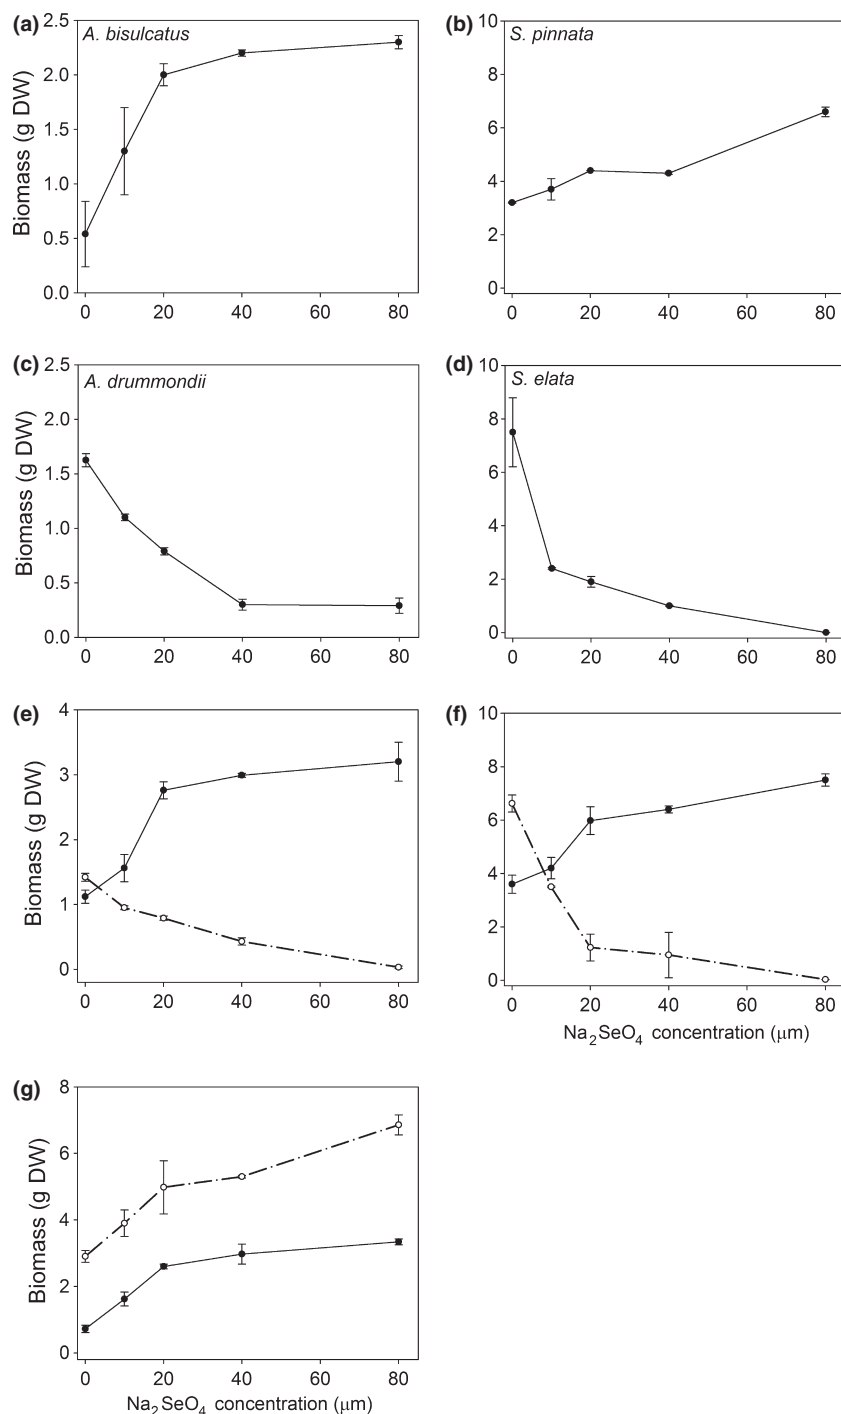 (a) A. bisulcatus
2.5
2.0
1.5
1.0
0.5
0.0
Biomass (g DW)
0 20 40 60 80
(b) S. pinnata
10
8
6
4
2
0
0 20 40 60 80
(c) A. drummondii
2.5
2.0
1.5
1.0
0.5
0.0
Biomass (g DW)
0 20 40 60 80
(d) S. elata
10
8
6
4
2
0
0 20 40 60 80
(e)
4
3
2
1
0
Biomass (g DW)
0 20 40 60 80
(f)
10
8
6
4
2
0
0 20 40 60 80
Na2SeO4 concentration (μm)
(g)
8
6
4
2
0
Biomass (g DW)
0 20 40 60 80
Na2SeO4 concentration (μm)